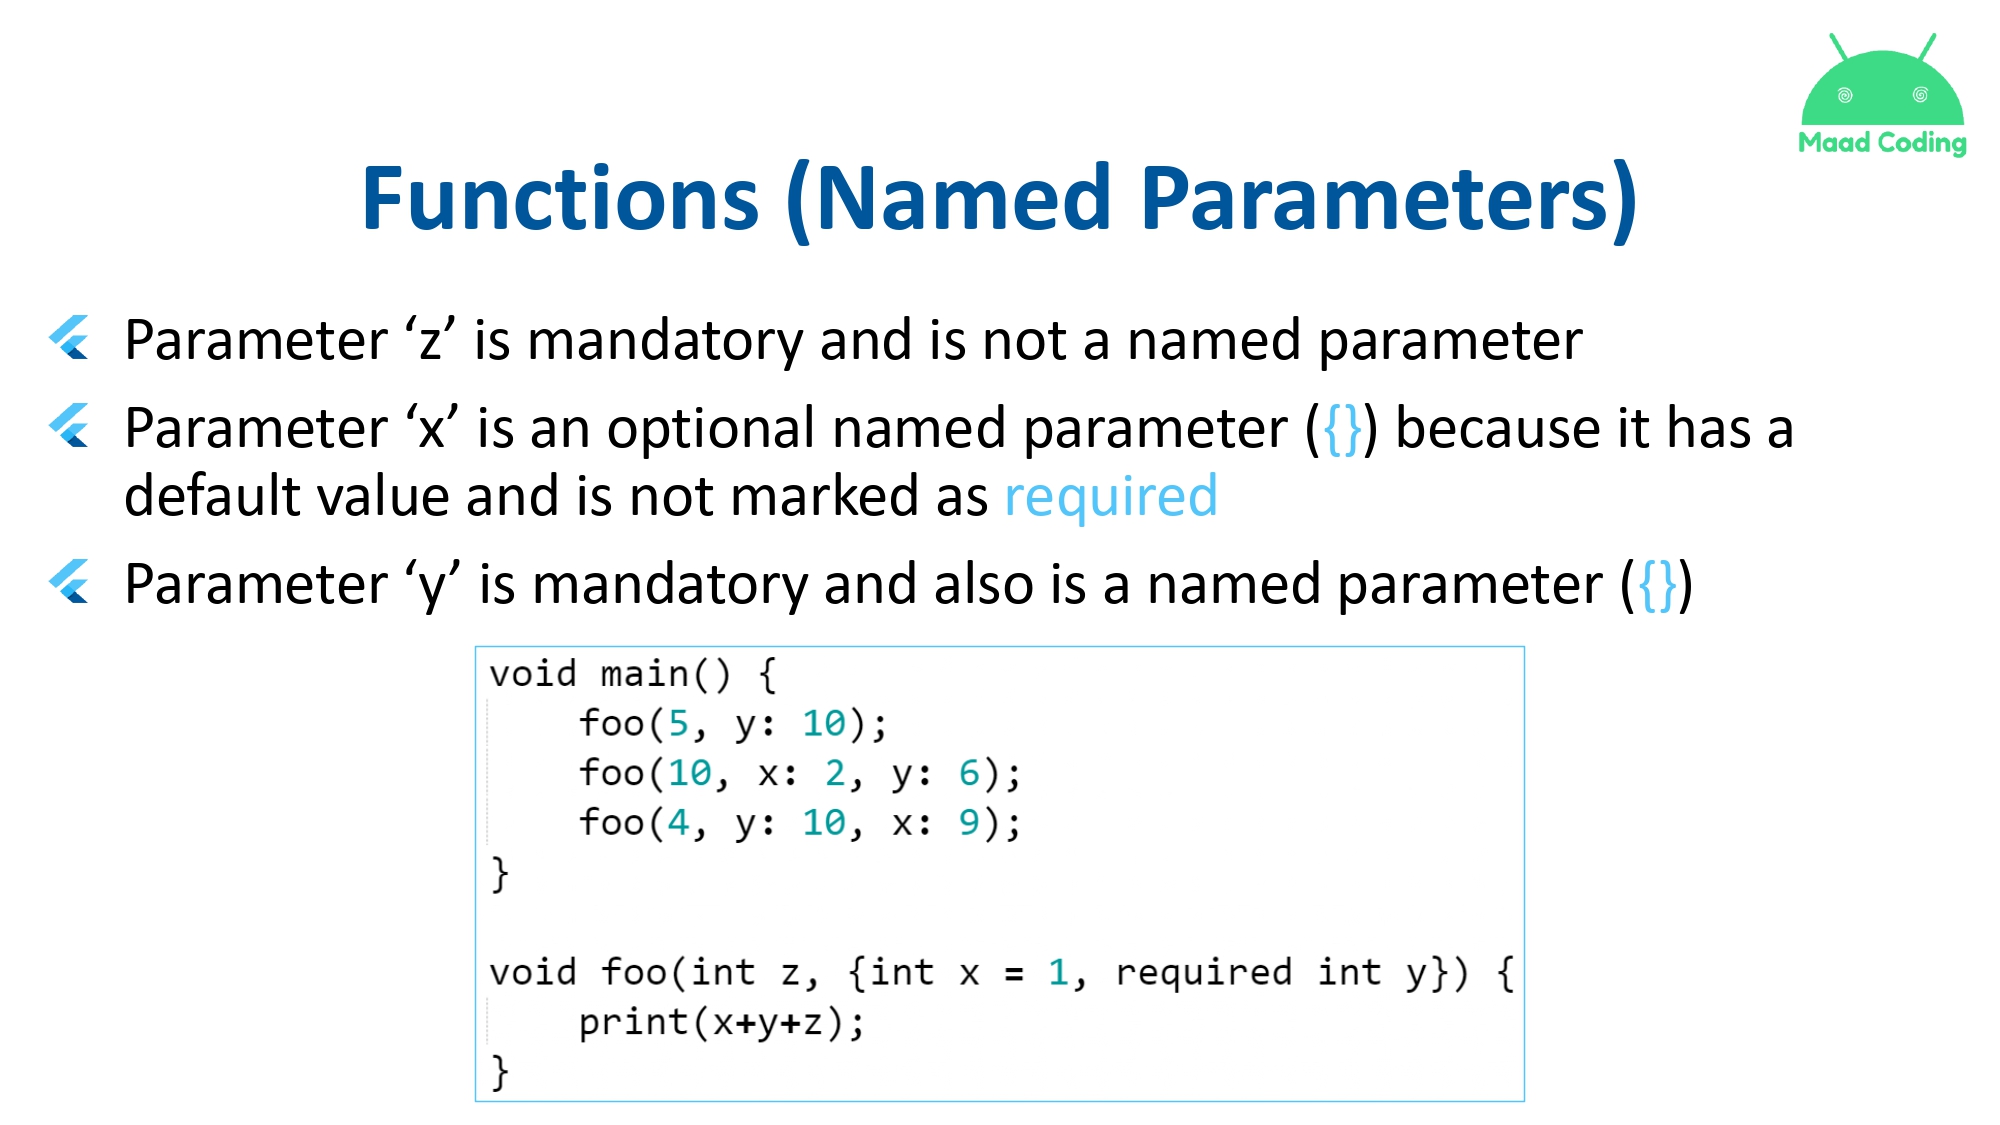 Maad Coding
Functions (Named Parameters)
Parameter ‘z’ is mandatory and is not a named parameter
Parameter ‘x’ is an optional named parameter ({}) because it has a
default value and is not marked as required
Parameter ‘y’ is mandatory and also is a named parameter ({})
void main() {
    foo(5, y: 10);
    foo(10, x: 2, y: 6);
    foo(4, y: 10, x: 9);
}
void foo(int z, {int x = 1, required int y}) {
    print(x+y+z);
}